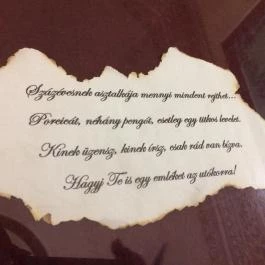 Százévesnek asztalkája mennyi mindent rejthet...
Porcicát, néhány pengőt, esetleg egy titkos levelet.
Kinek üzensz, kinek írsz, csak rád van bízva.
Hagyj Te is egy emléket az utókorra!